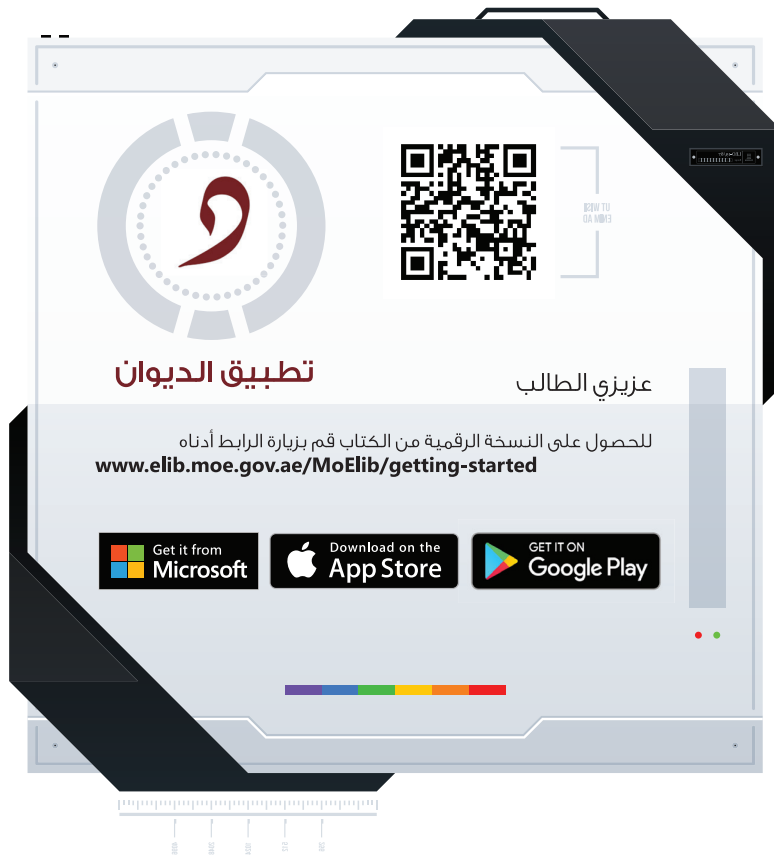 تطبيق الديوان
عزيزي الطالب
للحصول على النسخة الرقمية من الكتاب قم بزيارة الرابط أدناه
www.elib.moe.gov.ae/MoElib/getting-started
Get it from
Microsoft
Download on the
App Store
GET IT ON
Google Play